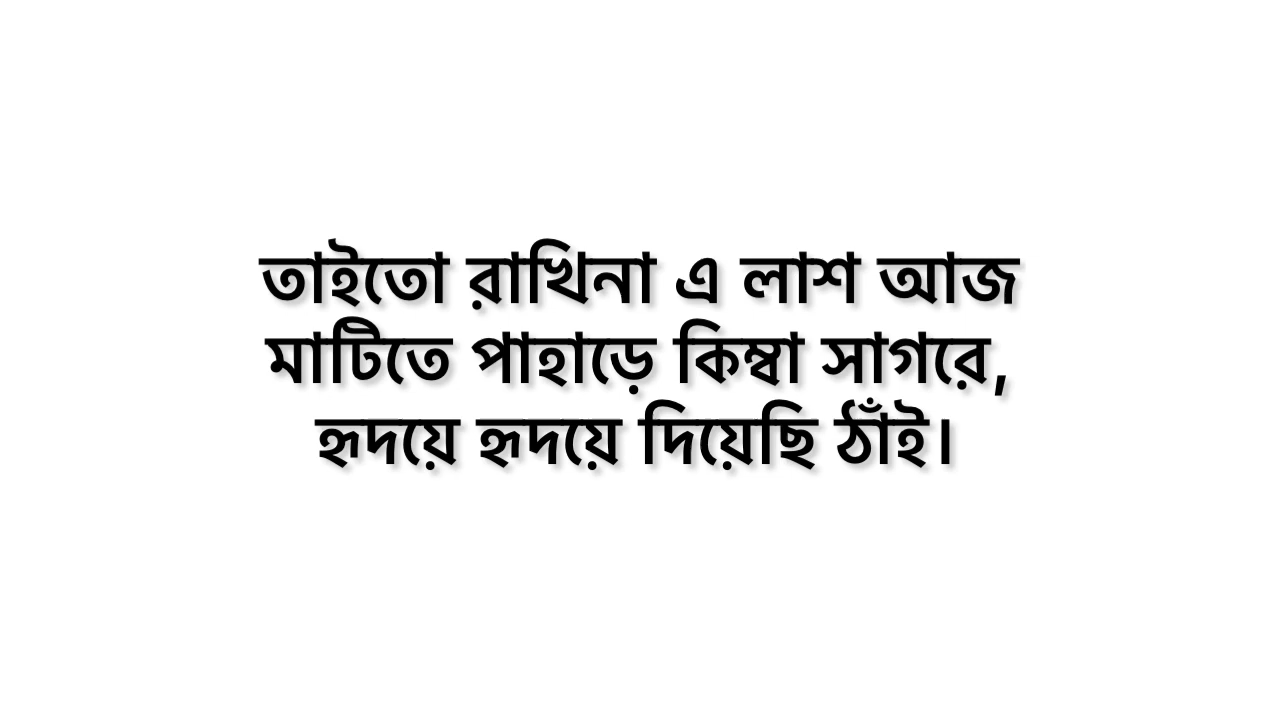 তাইতো রাখিনা এ লাশ আজ
মাটিতে পাহাড়ে কিম্বা সাগরে,
হৃদয়ে হৃদয়ে দিয়েছি ঠাঁই।